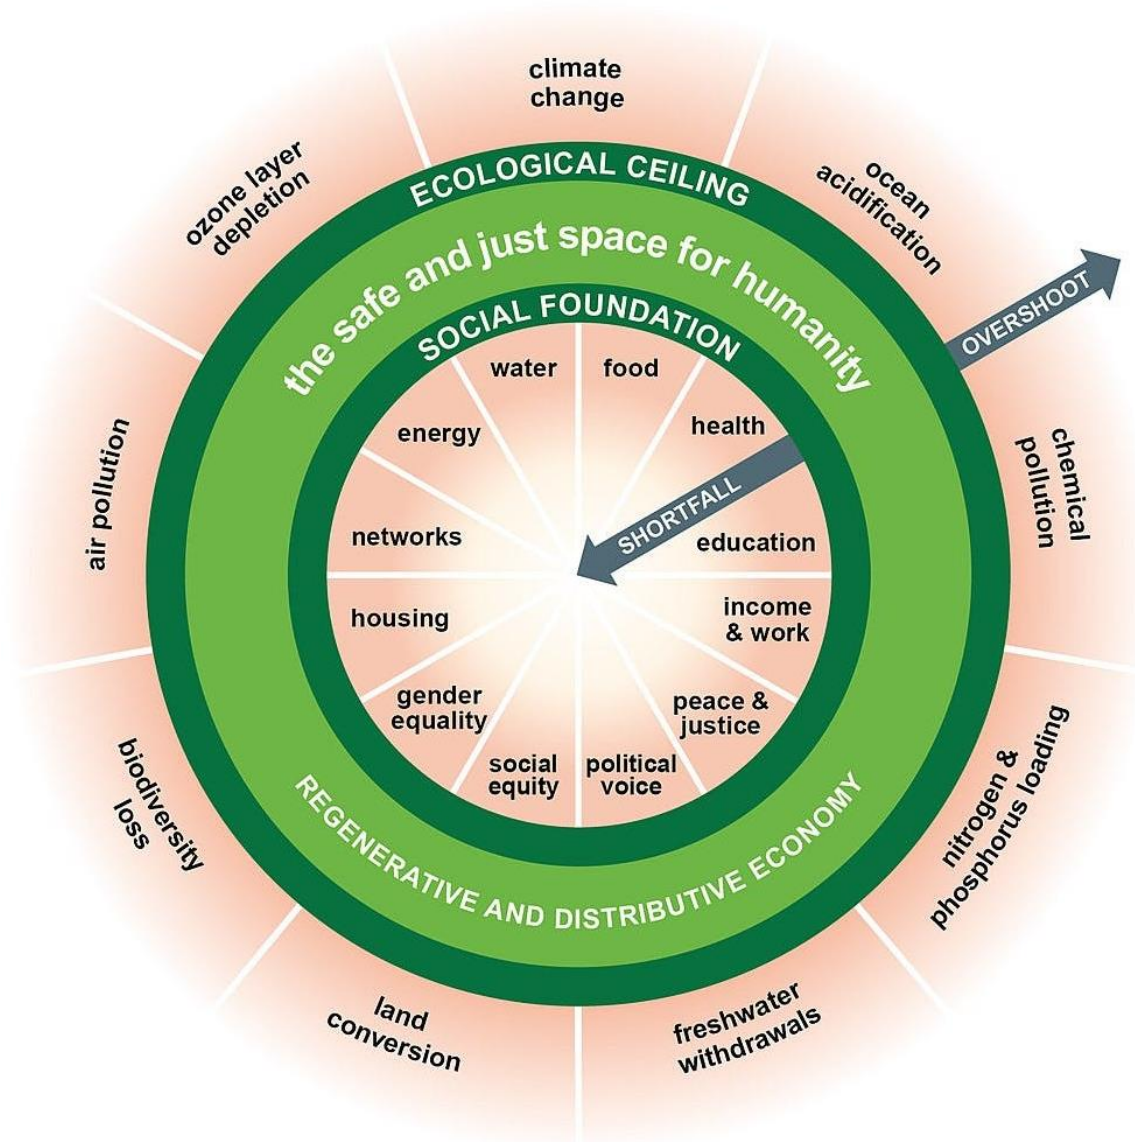 climate
change
ocean
acidification
OVERSHOOT
chemical
pollution
nitrogen &
phosphorus loading
freshwater
withdrawals
land
conversion
biodiversity
loss
air pollution
ozone layer
depletion
ECOLOGICAL CEILING
the safe and just space for humanity
SOCIAL FOUNDATION
water
food
health
SHORTFALL
education
income
& work
peace &
justice
political
voice
social
equity
gender
equality
housing
networks
energy
REGENERATIVE AND DISTRIBUTIVE ECONOMY